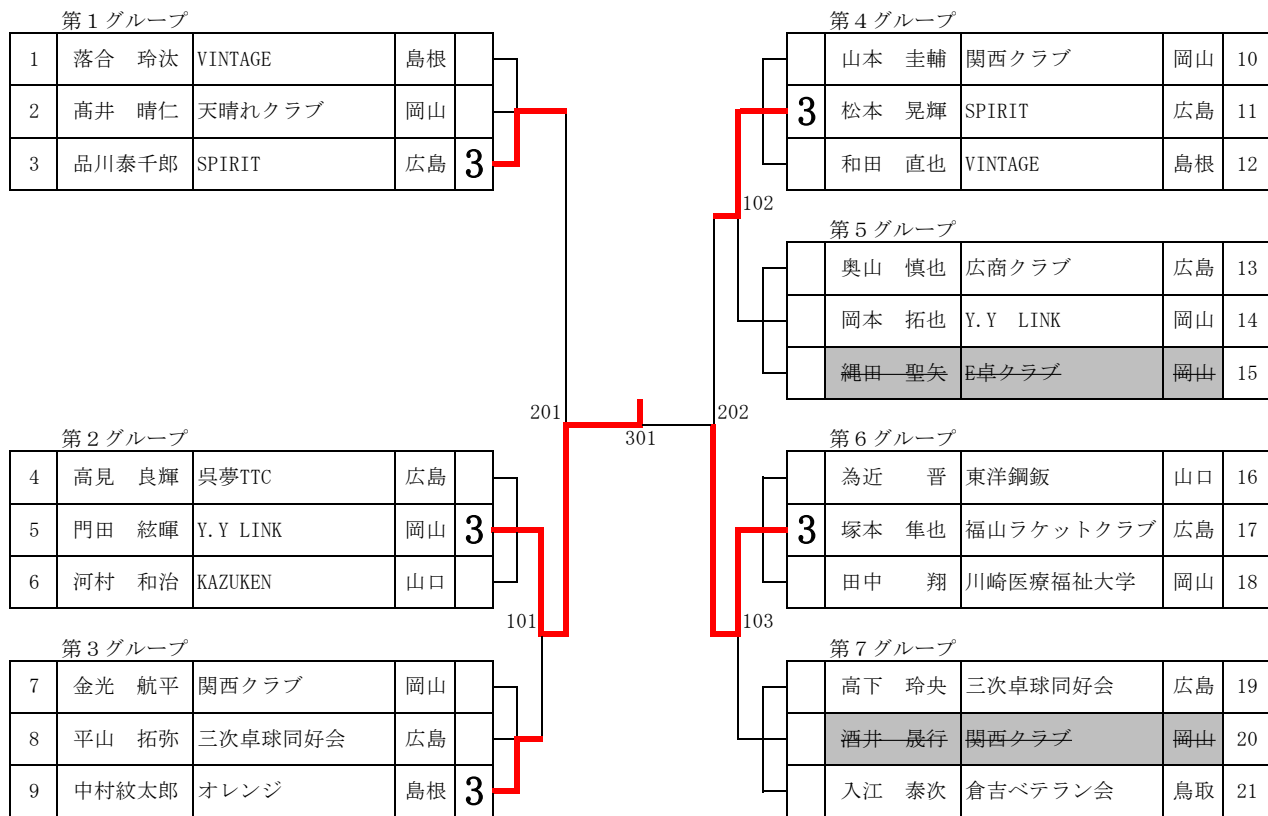 第１グループ
1 落合　玲汰 VINTAGE 島根
2 髙井　晴仁 天晴れクラブ 岡山
3 品川泰千郎 SPIRIT 広島 3
201
第２グループ
4 高見　良輝 呉夢TTC 広島
5 門田　絃暉 Y.Y LINK 岡山 3
6 河村　和治 KAZUKEN 山口
101
第３グループ
7 金光　航平 関西クラブ 岡山
8 平山　拓弥 三次卓球同好会 広島
9 中村紋太郎 オレンジ 島根 3
301
第４グループ
山本　圭輔 関西クラブ 岡山 10
3 松本　晃輝 SPIRIT 広島 11
和田　直也 VINTAGE 島根 12
102
第５グループ
奥山　慎也 広商クラブ 広島 13
岡本　拓也 Y.Y　LINK 岡山 14
縄田　聖矢 E卓クラブ 岡山 15
202
第６グループ
為近　　晋 東洋鋼鈑 山口 16
3 塚本　隼也 福山ラケットクラブ 広島 17
田中　　翔 川崎医療福祉大学 岡山 18
103
第７グループ
高下　玲央 三次卓球同好会 広島 19
酒井　晟行 関西クラブ 岡山 20
入江　泰次 倉吉ベテラン会 鳥取 21